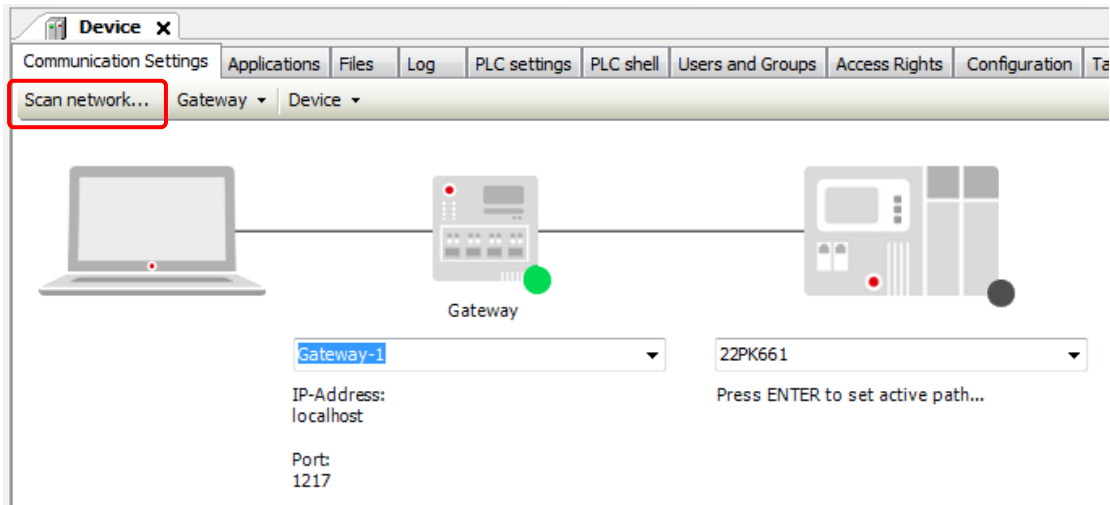 Device x
Communication Settings Applications Files Log PLC settings PLC shell Users and Groups Access Rights Configuration Ta
Scan network... Gateway Device
Gateway
Gateway-1 22PK661
IP-Address: Press ENTER to set active path...
localhost
Port:
1217